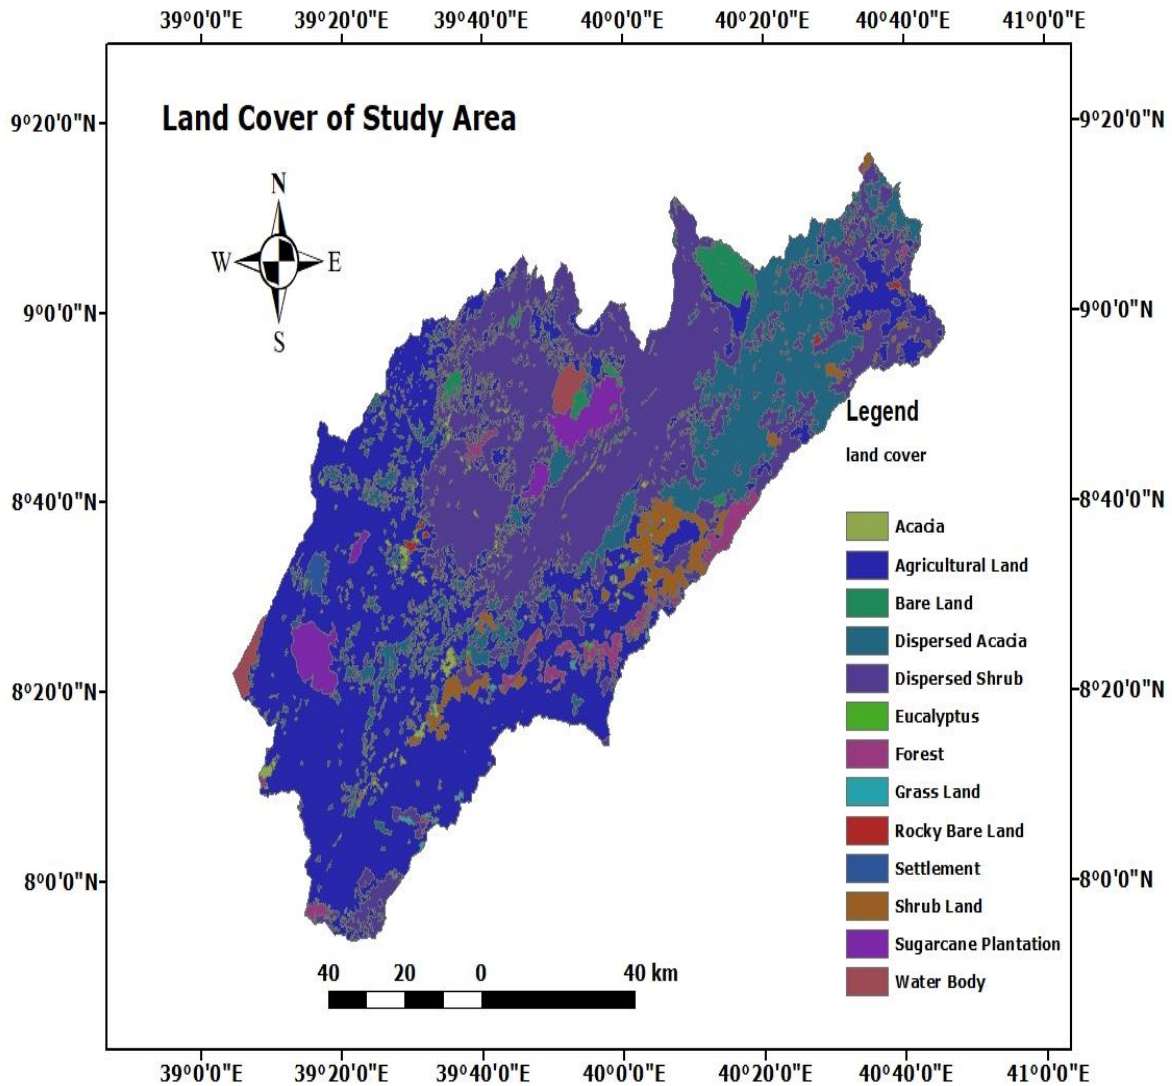 39°0'0"E 39°20'0"E 39°40'0"E 40°0'0"E 40°20'0"E 40°40'0"E 41°0'0"E
Land Cover of Study Area
9°20'0"N 9°20'0"N
N
W E
S
9°0'0"N 9°0'0"N
Legend
land cover
8°40'0"N 8°40'0"N
Acacia
Agricultural Land
Bare Land
Dispersed Acacia
Dispersed Shrub
8°20'0"N 8°20'0"N
Eucalyptus
Forest
Grass Land
Rocky Bare Land
Settlement
8°0'0"N 8°0'0"N
Shrub Land
Sugarcane Plantation
Water Body
40 20 0 40 km
39°0'0"E 39°20'0"E 39°40'0"E 40°0'0"E 40°20'0"E 40°40'0"E 41°0'0"E